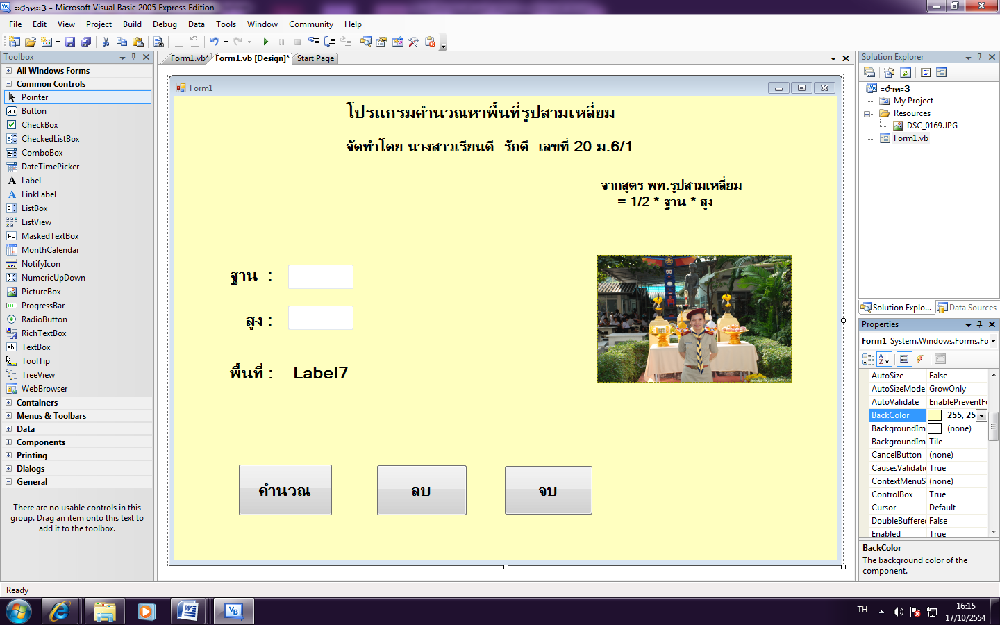 ะำำทะ3 - Microsoft Visual Basic 2005 Express Edition
File Edit View Project Build Debug Data Tools Window Community Help
Toolbox
All Windows Forms
Common Controls
Pointer
Button
CheckBox
CheckedListBox
ComboBox
DateTimePicker
Label
LinkLabel
ListBox
ListView
MaskedTextBox
MonthCalendar
NotifyIcon
NumericUpDown
PictureBox
ProgressBar
RadioButton
RichTextBox
TextBox
ToolTip
TreeView
WebBrowser
Containers
Menus & Toolbars
Data
Components
Printing
Dialogs
General
There are no usable controls in this
group. Drag an item onto this text to
add it to the toolbox.
Form1.vb* Form1.vb [Design]* Start Page
Form1
โปรแกรมคำนวณหาพื้นที่รูปสามเหลี่ยม
จัดทำโดย นางสาวเรียนดี รักดี เลขที่ 20 ม.6/1
จากสูตร พท.รูปสามเหลี่ยม
= 1/2 * ฐาน * สูง
ฐาน :
สูง :
พื้นที่ : Label7
คำนวณ ลบ จบ
Solution Explorer
My Project
Resources
DSC_0169.JPG
Form1.vb
Solution Explo... Data Sources
Properties
Form1 System.Windows.Forms.Fo
AutoSize False
AutoSizeMode GrowOnly
AutoValidate EnablePreventFo
BackColor 255, 25
BackgroundIm (none)
BackgroundIm Tile
CancelButton (none)
CausesValidati True
ContextMenuS (none)
ControlBox True
Cursor Default
DoubleBuffere False
Enabled True
BackColor
The background color of the
component.
Ready
TH 16:15
17/10/2554